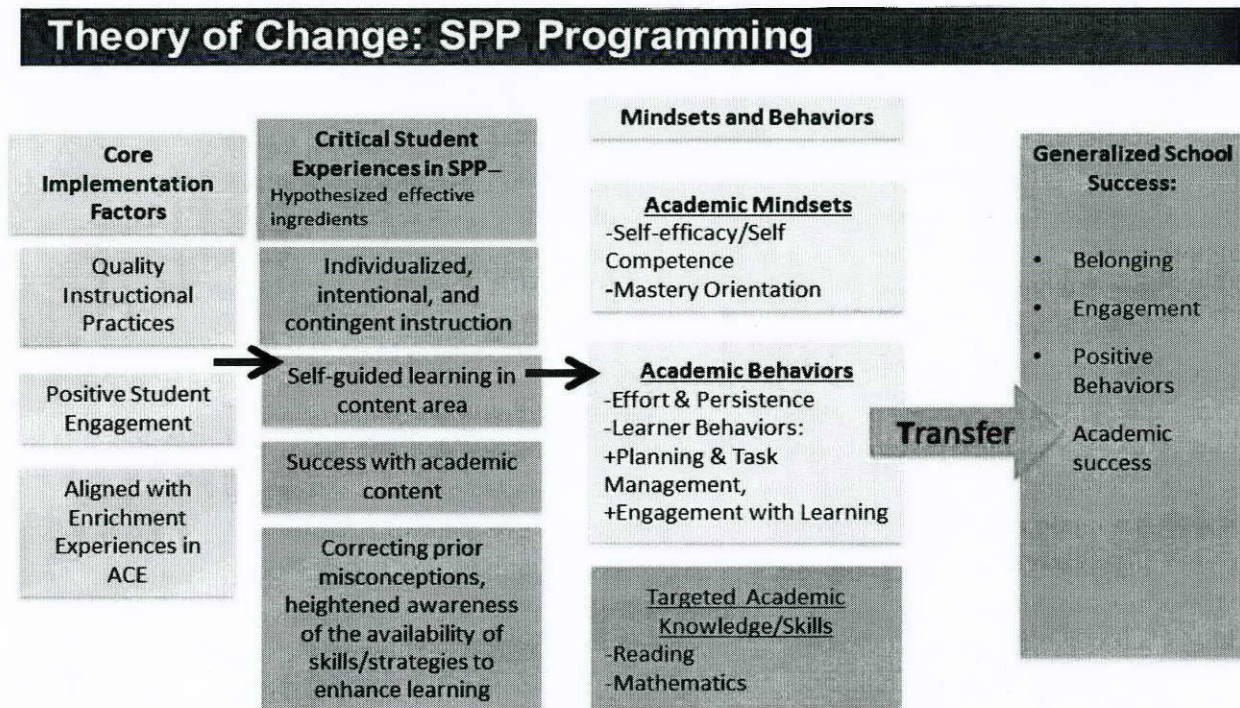 Theory of Change: SPP Programming
Core
Implementation
Factors
Quality
Instructional
Practices
Positive Student
Engagement
Aligned with
Enrichment
Experiences in
ACE
Critical Student
Experiences in SPP–
Hypothesized effective
ingredients
Individualized,
intentional, and
contingent instruction
Self-guided learning in
content area
Success with academic
content
Correcting prior
misconceptions,
heightened awareness
of the availability of
skills/strategies to
enhance learning
Mindsets and Behaviors
Academic Mindsets
-Self-efficacy/Self
Competence
-Mastery Orientation
Academic Behaviors
-Effort & Persistence
-Learner Behaviors:
+Planning & Task
Management,
+Engagement with Learning
Targeted Academic
Knowledge/Skills
-Reading
-Mathematics
Transfer
Generalized School
Success:
• Belonging
• Engagement
• Positive
Behaviors
Academic
success